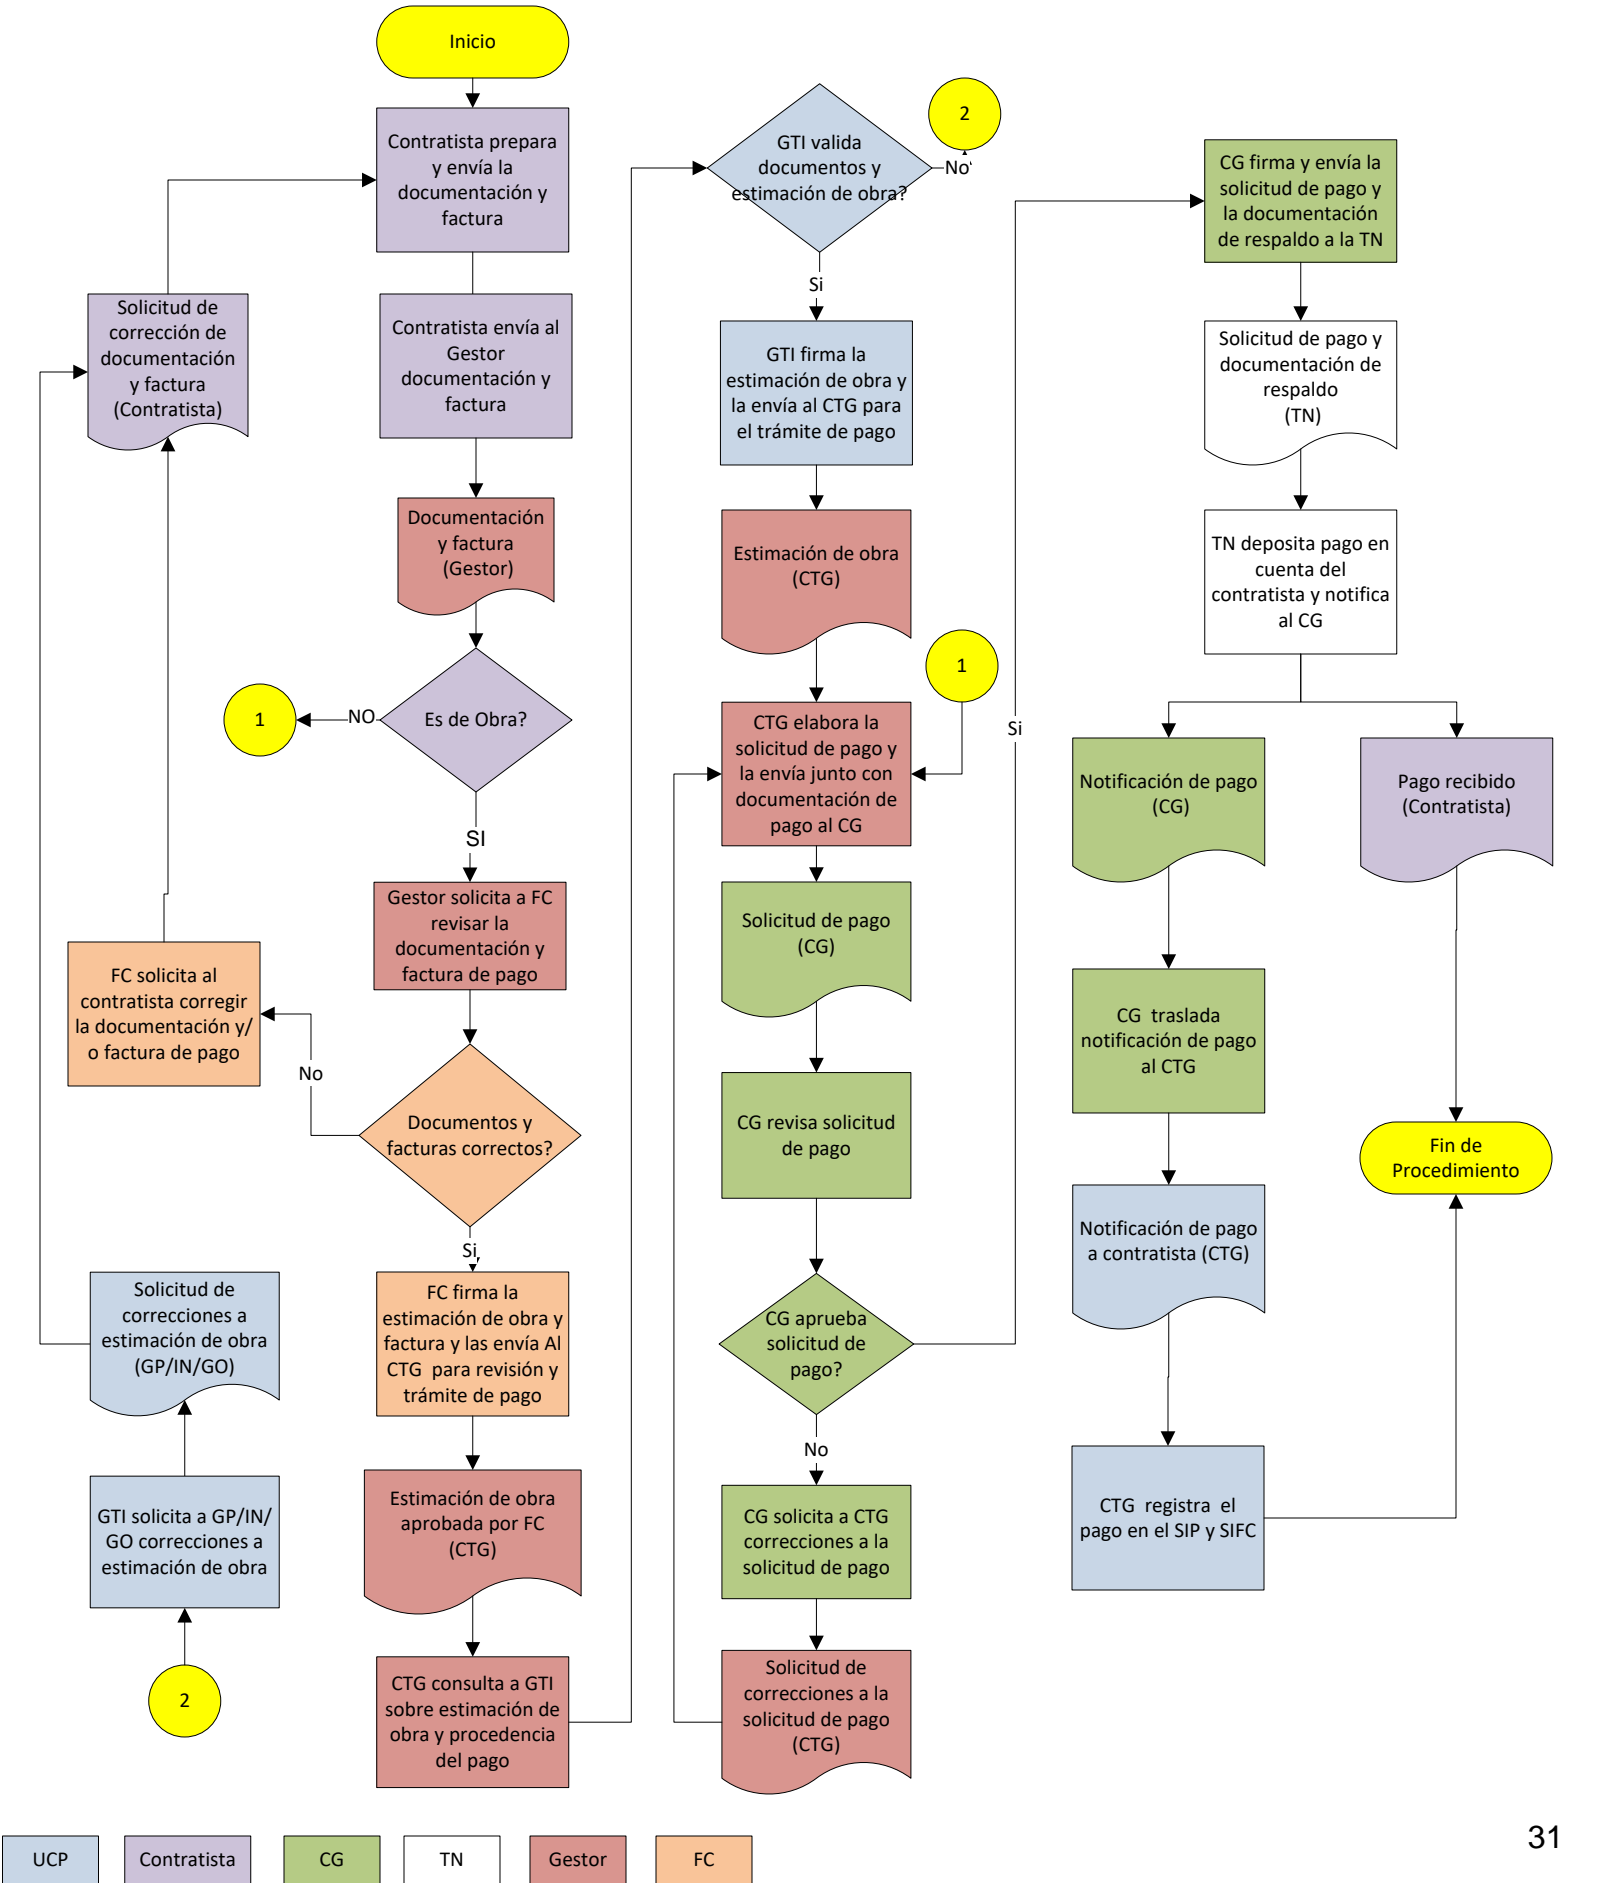 Inicio
Contratista prepara
y envía la
documentación y
factura
Solicitud de
corrección de
documentación
y factura
(Contratista)
Contratista envía al
Gestor
documentación y
factura
Documentación
y factura
(Gestor)
1
NO
Es de Obra?
SI
Gestor solicita a FC
revisar la
documentación y
factura de pago
FC solicita al
contratista corregir
la documentación y/
o factura de pago
No
Documentos y
facturas correctos?
Si
FC firma la
estimación de obra y
factura y las envía Al
CTG para revisión y
trámite de pago
Solicitud de
correcciones a
estimación de obra
(GP/IN/GO)
GTI solicita a GP/IN/
GO correcciones a
estimación de obra
2
Estimación de obra
aprobada por FC
(CTG)
CTG consulta a GTI
sobre estimación de
obra y procedencia
del pago
GTI valida
documentos y
estimación de obra?
No
2
Si
GTI firma la
estimación de obra y
la envía al CTG para
el trámite de pago
Estimación de obra
(CTG)
1
CTG elabora la
solicitud de pago y
la envía junto con
documentación de
pago al CG
Solicitud de pago
(CG)
CG revisa solicitud
de pago
CG aprueba
solicitud de
pago?
Si
No
CG solicita a CTG
correcciones a la
solicitud de pago
Solicitud de
correcciones a la
solicitud de pago
(CTG)
CG firma y envía la
solicitud de pago y
la documentación
de respaldo a la TN
Solicitud de pago y
documentación de
respaldo
(TN)
TN deposita pago en
cuenta del
contratista y notifica
al CG
Notificación de pago
(CG)
Pago recibido
(Contratista)
CG traslada
notificación de pago
al CTG
Fin de
Procedimiento
Notificación de pago
a contratista (CTG)
CTG registra el
pago en el SIP y SIFC
31
UCP
Contratista
CG
TN
Gestor
FC